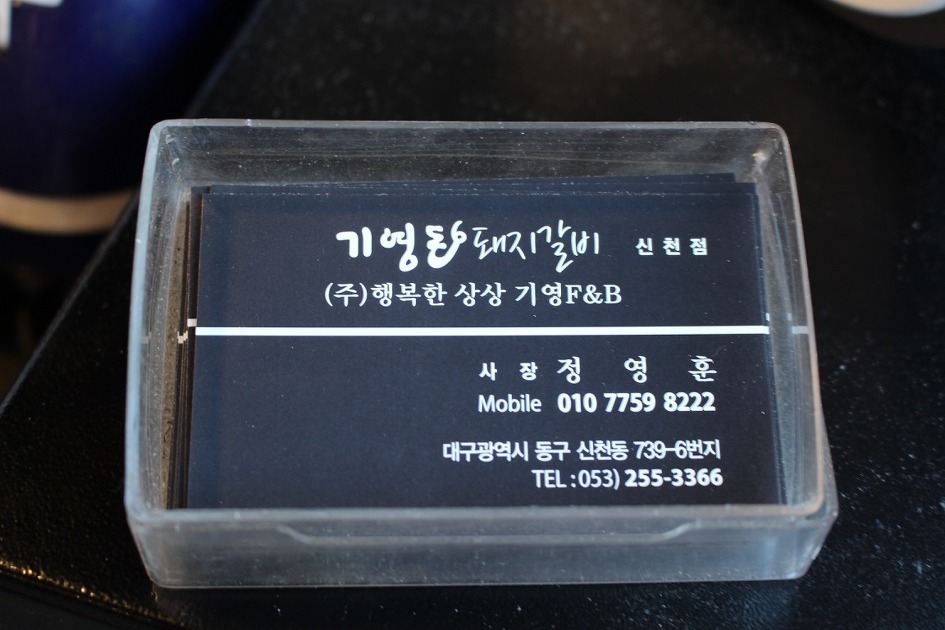 기영탄 돼지갈비 신천점
(주)행복한 상상 기영F&B
사 장 정 영 훈
Mobile 010 7759 8222
대구광역시 동구 신천동 739-6번지
TEL : 053) 255-3366